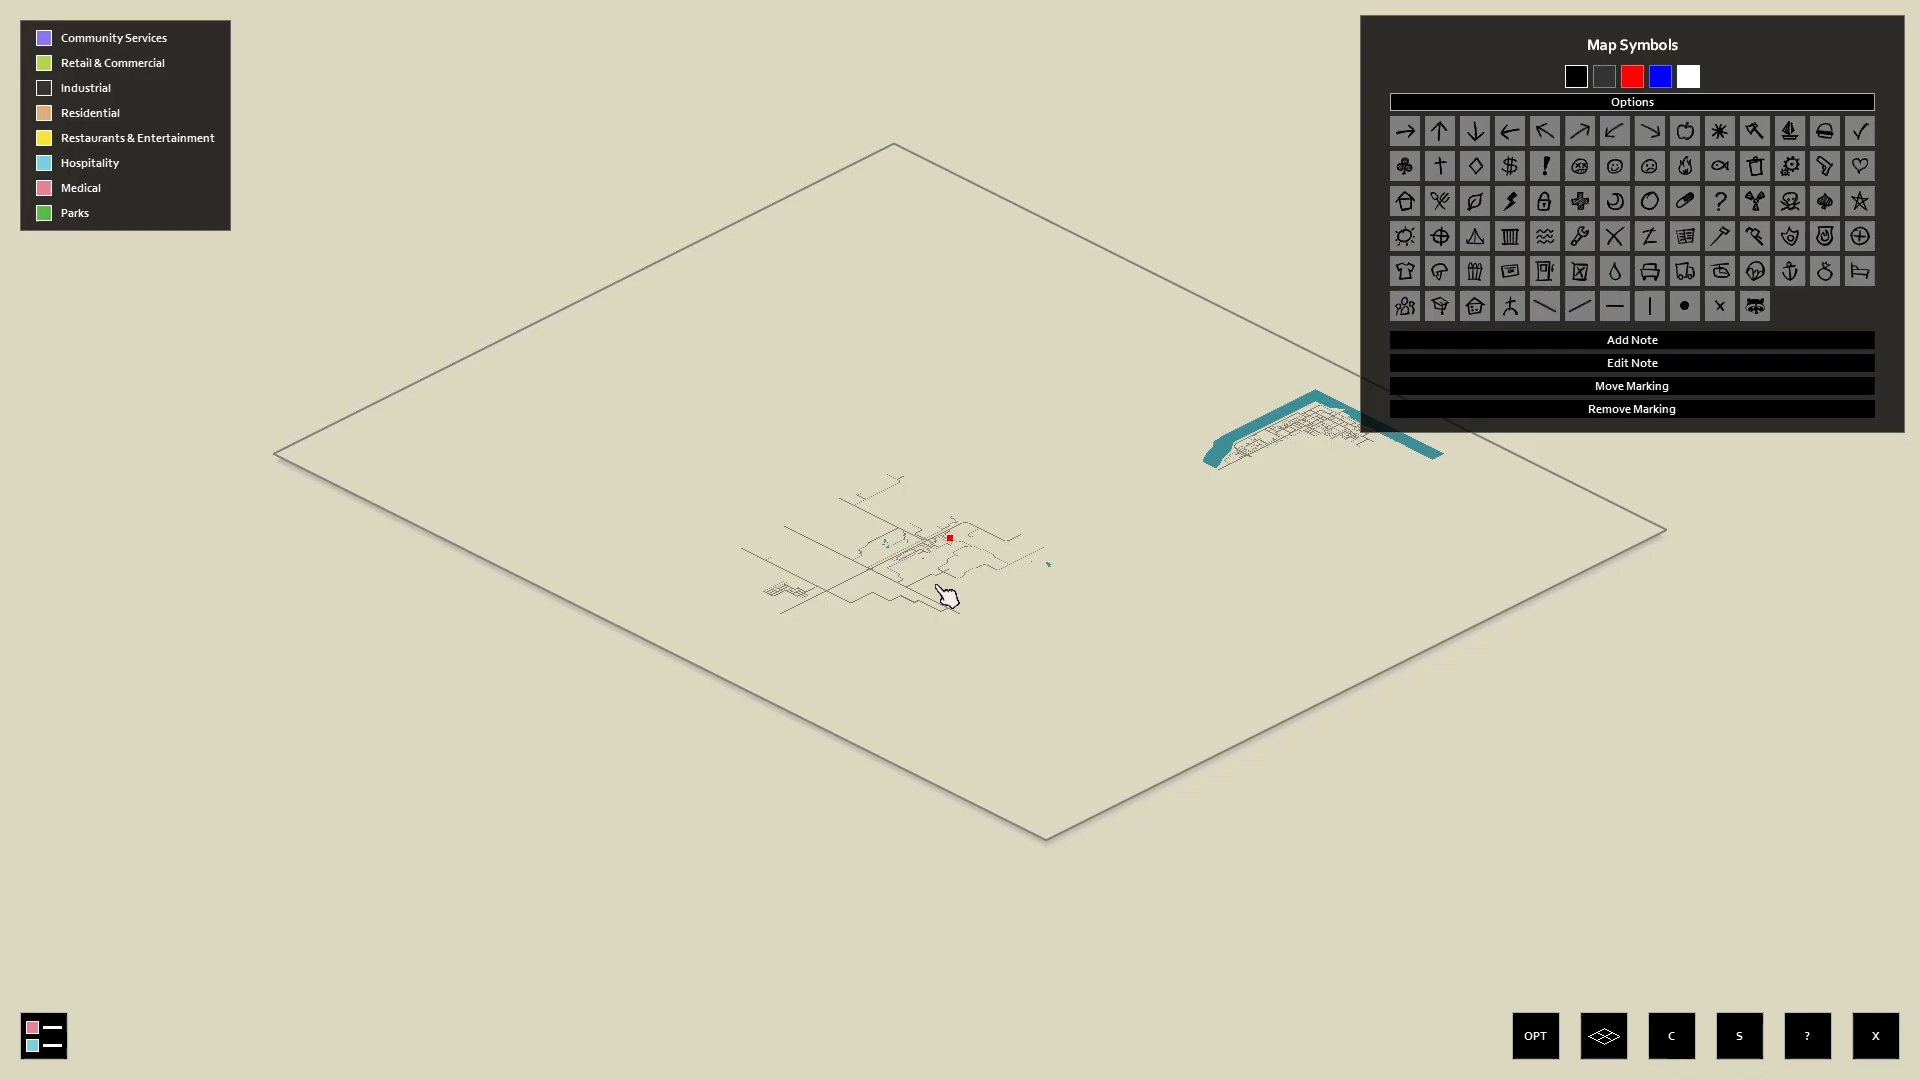 Community Services
Retail & Commercial
Industrial
Residential
Restaurants & Entertainment
Hospitality
Medical
Parks
Map Symbols
Options
Add Note
Edit Note
Move Marking
Remove Marking
OPT
C
S
?
X